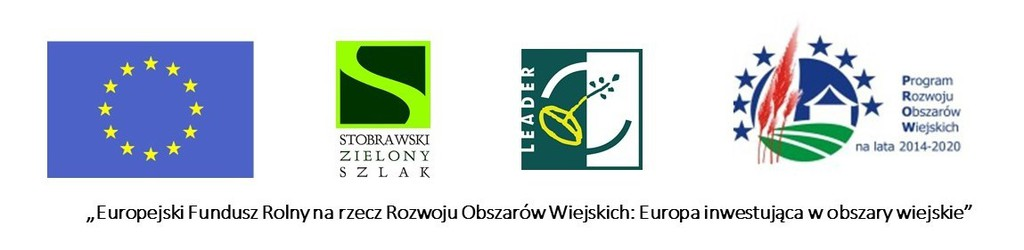 STOBRAWSKI
ZIELONY
SZLAK
LEADER
Program
Rozwoju
Obszarów
Wiejskich
na lata 2014-2020
„Europejski Fundusz Rolny na rzecz Rozwoju Obszarów Wiejskich: Europa inwestująca w obszary wiejskie”